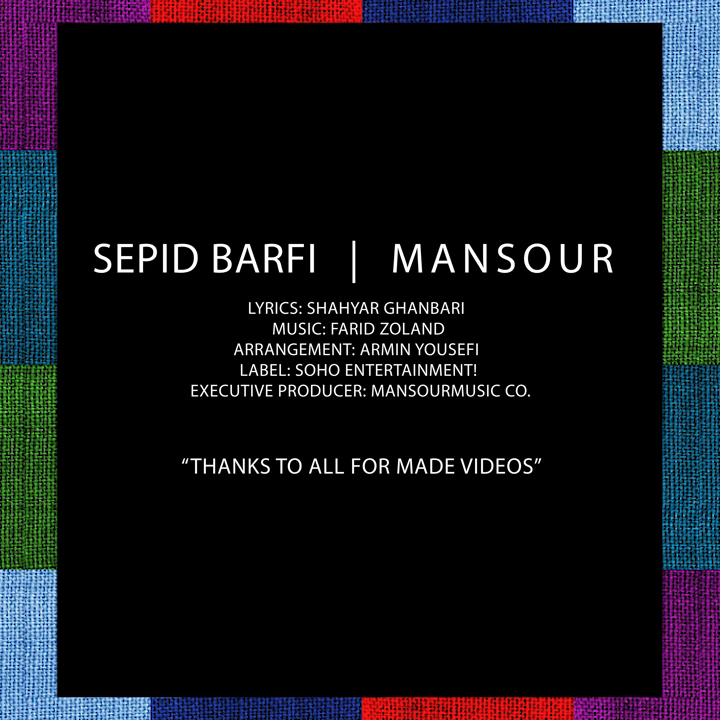 SEPID BARFI | MANSOUR
LYRICS: SHAHYAR GHANBARI
MUSIC: FARID ZOLAND
ARRANGEMENT: ARMIN YOUSEFI
LABEL: SOHO ENTERTAINMENT!
EXECUTIVE PRODUCER: MANSOURMUSIC CO.
“THANKS TO ALL FOR MADE VIDEOS”